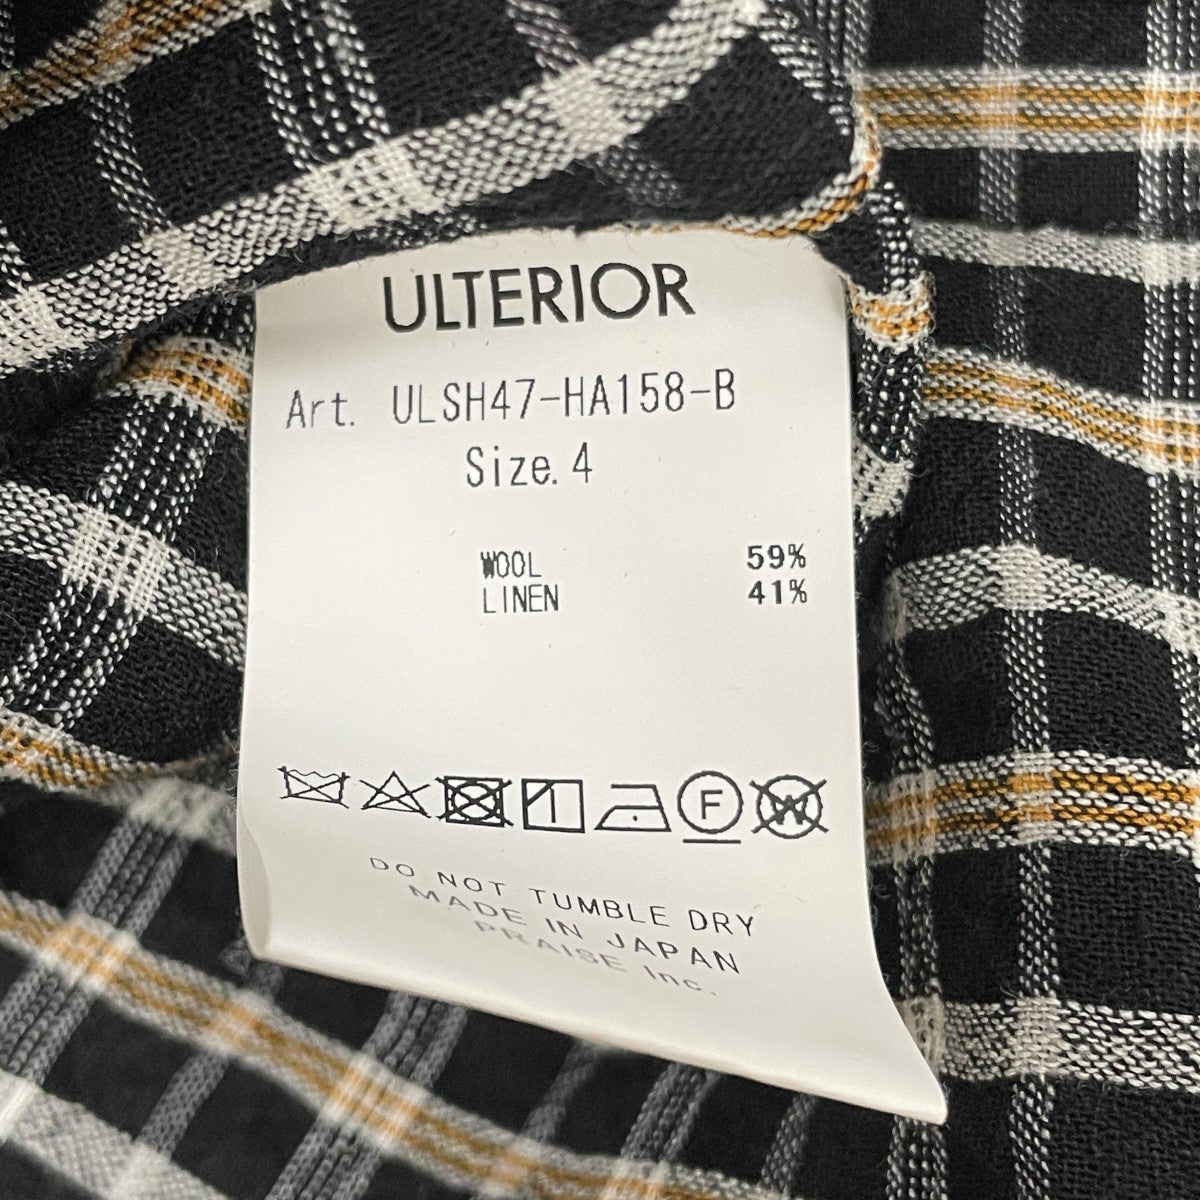 ULTERIOR
Art. ULSH47-HA158-B
Size. 4
WOOL 59%
LINEN 41%
F W
DO NOT TUMBLE DRY
MADE IN JAPAN
PRAISE Inc.